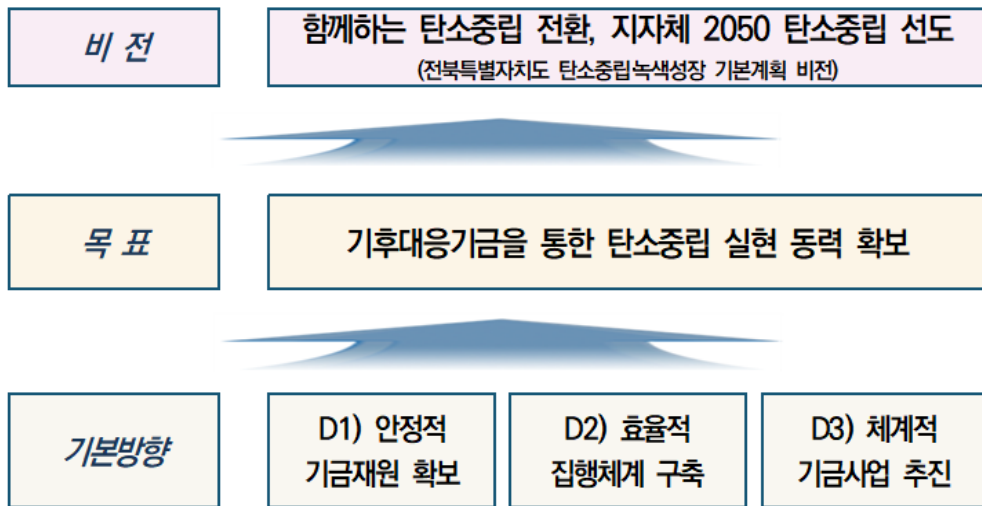 비 전
함께하는 탄소중립 전환, 지자체 2050 탄소중립 선도
(전북특별자치도 탄소중립녹색성장 기본계획 비전)
목 표
기후대응기금을 통한 탄소중립 실현 동력 확보
기본방향
D1) 안정적
기금재원 확보
D2) 효율적
집행체계 구축
D3) 체계적
기금사업 추진